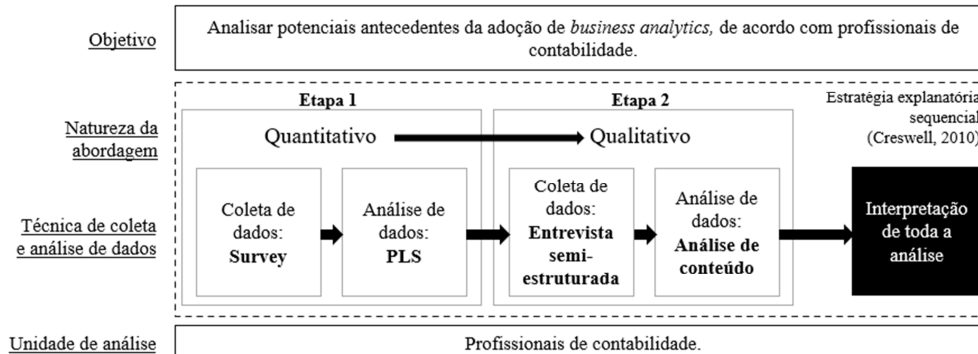 Objetivo
Analisar potenciais antecedentes da adoção de business analytics, de acordo com profissionais de
contabilidade.
Etapa 1
Etapa 2
Estratégia explanatória
sequencial
(Creswell, 2010)
Natureza da
abordagem
Quantitativo
Qualitativo
Técnica de coleta
e análise de dados
Coleta de
dados:
Survey
Análise de
dados:
PLS
Coleta de
dados:
Entrevista
semi-
estruturada
Análise de
dados:
Análise de
conteúdo
Interpretação
de toda a
análise
Unidade de análise
Profissionais de contabilidade.